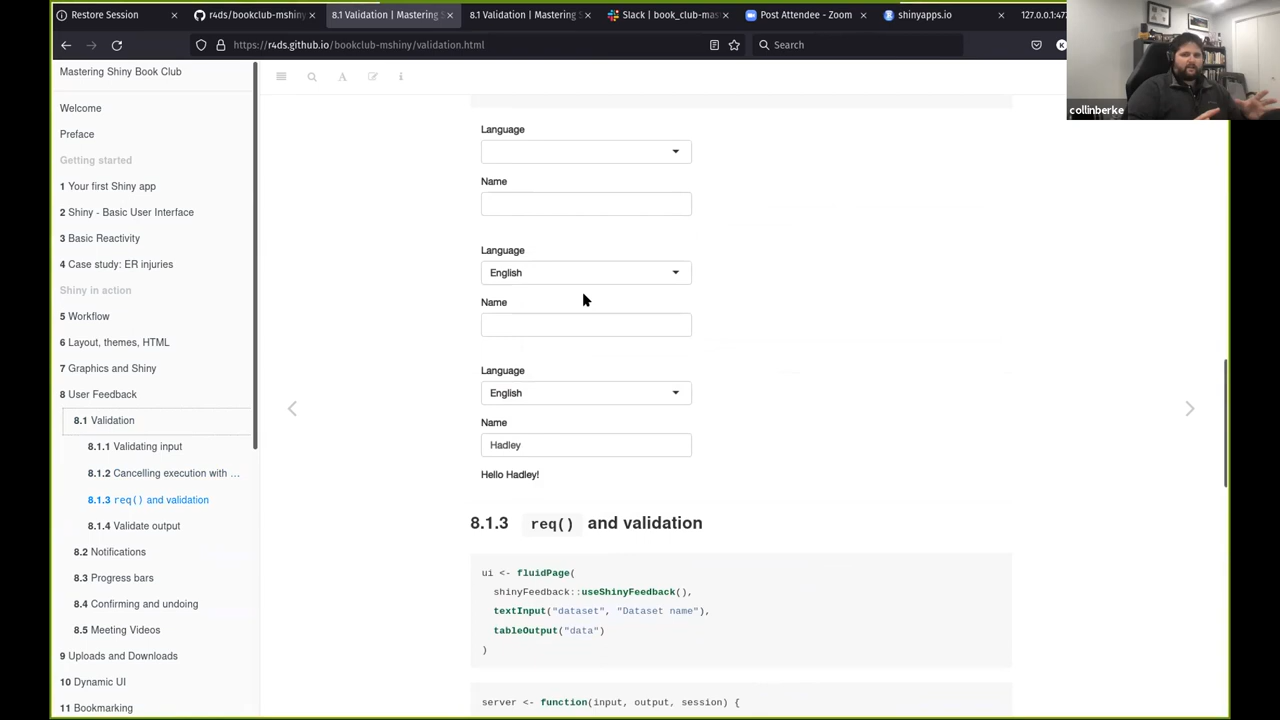 Restore Session
r4ds/bookclub-mshiny
8.1 Validation | Mastering S
8.1 Validation | Mastering S
Slack | book_club-mas
Post Attendee - Zoom
shinyapps.io
127.0.0.1:47
https://r4ds.github.io/bookclub-mshiny/validation.html
Search
collinberke
Mastering Shiny Book Club
Welcome
Preface
Getting started
1 Your first Shiny app
2 Shiny - Basic User Interface
3 Basic Reactivity
4 Case study: ER injuries
Shiny in action
5 Workflow
6 Layout, themes, HTML
7 Graphics and Shiny
8 User Feedback
8.1 Validation
8.1.1 Validating input
8.1.2 Cancelling execution with …
8.1.3 req() and validation
8.1.4 Validate output
8.2 Notifications
8.3 Progress bars
8.4 Confirming and undoing
8.5 Meeting Videos
9 Uploads and Downloads
10 Dynamic UI
11 Bookmarking
Language
Name
Language
English
Name
Language
English
Name
Hadley
Hello Hadley!
8.1.3 req() and validation
ui <- fluidPage(
shinyFeedback::useShinyFeedback(),
textInput("dataset", "Dataset name"),
tableOutput("data")
)
server <- function(input, output, session) {